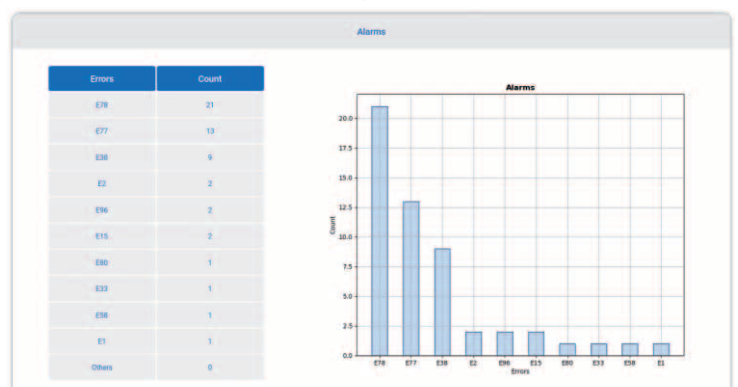 Alarms
Errors Count
E78 21
E77 13
E38 9
E2 2
E96 2
E15 2
E80 1
E33 1
E58 1
E1 1
Others 0
Alarms
20.0
17.5
15.0
12.5
10.0
7.5
5.0
2.5
0.0
Count
E78 E77 E38 E2 E96 E15 E80 E33 E58 E1
Errors